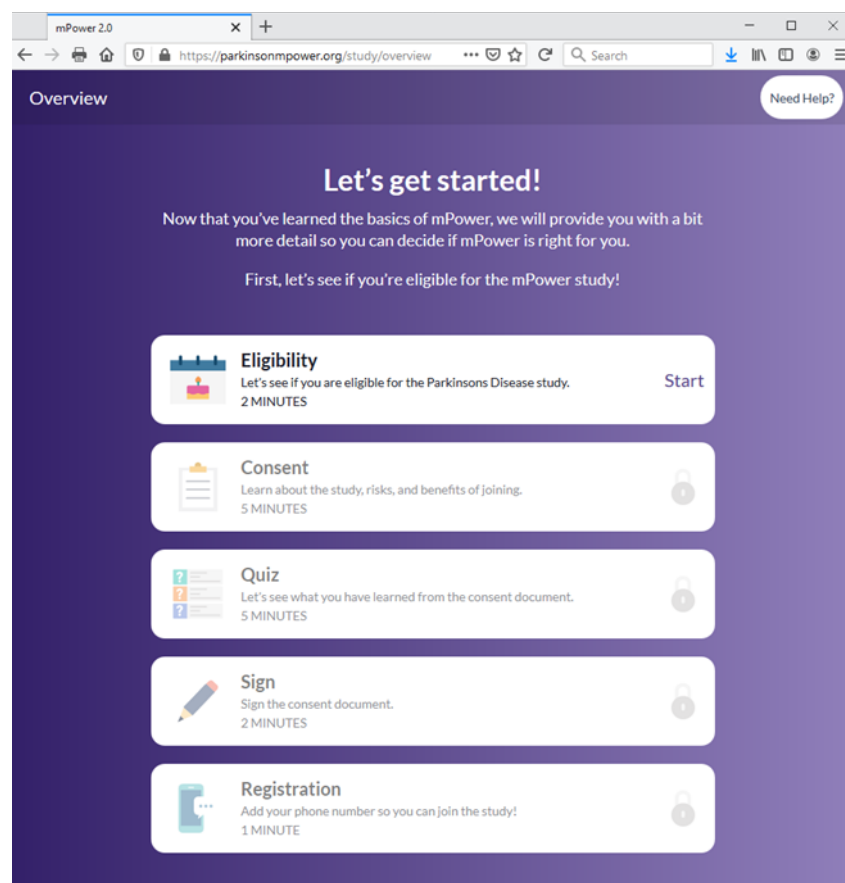 mPower 2.0
https://parkinsonmpower.org/study/overview
Search
Overview
Need Help?
Let's get started!
Now that you've learned the basics of mPower, we will provide you with a bit
more detail so you can decide if mPower is right for you.
First, let's see if you're eligible for the mPower study!
Eligibility
Let's see if you are eligible for the Parkinsons Disease study.
2 MINUTES
Start
Consent
Learn about the study, risks, and benefits of joining.
5 MINUTES
? 
? 
? 
Quiz
Let's see what you have learned from the consent document.
5 MINUTES
Sign
Sign the consent document.
2 MINUTES
Registration
Add your phone number so you can join the study!
1 MINUTE